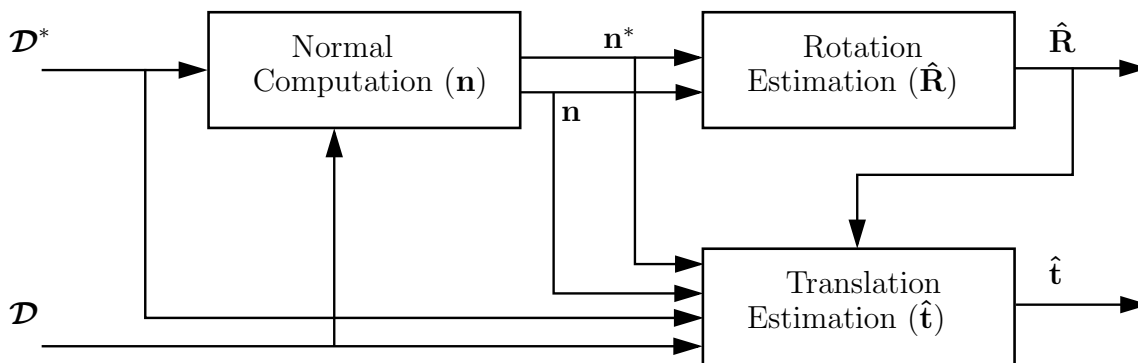 𝓓*
Normal
Computation (n)
n*
n
Rotation
Estimation (R̂)
R̂
𝓓
Translation
Estimation (t̂)
t̂